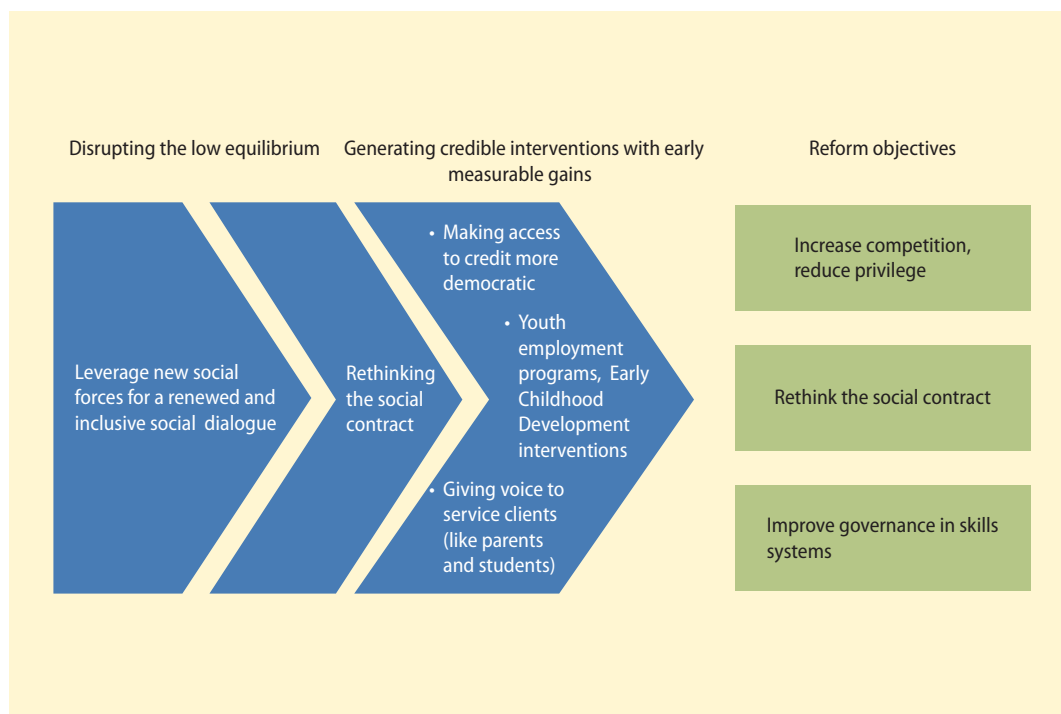 Disrupting the low equilibrium
Generating credible interventions with early
measurable gains
Reform objectives
Leverage new social
forces for a renewed and
inclusive social dialogue
Rethinking
the social
contract
• Making access
to credit more
democratic
• Youth
employment
programs, Early
Childhood
Development
interventions
• Giving voice to
service clients
(like parents
and students)
Increase competition,
reduce privilege
Rethink the social contract
Improve governance in skills
systems